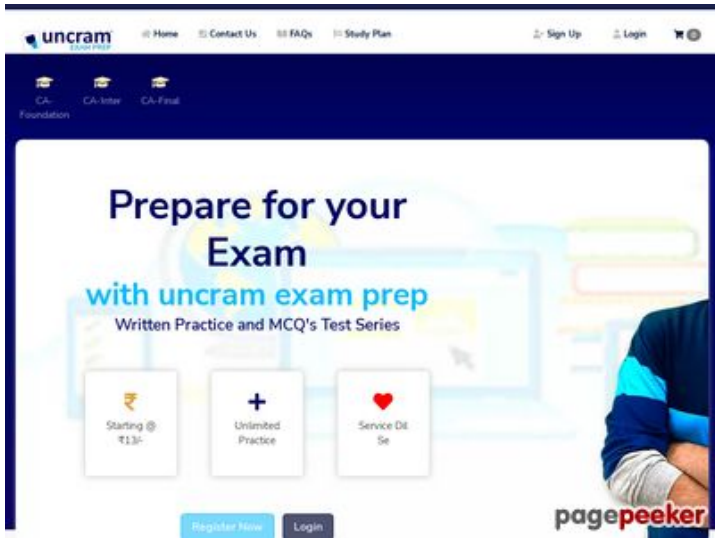 uncram
EXAM PREP
Home
Contact Us
FAQs
Study Plan
Sign Up
Login
0
CA-
Foundation
CA-Inter
CA-Final
Prepare for your
Exam
with uncram exam prep
Written Practice and MCQ's Test Series
Starting @
₹13/-
Unlimited
Practice
Service Dil
Se
Register Now
Login
pagepeeker